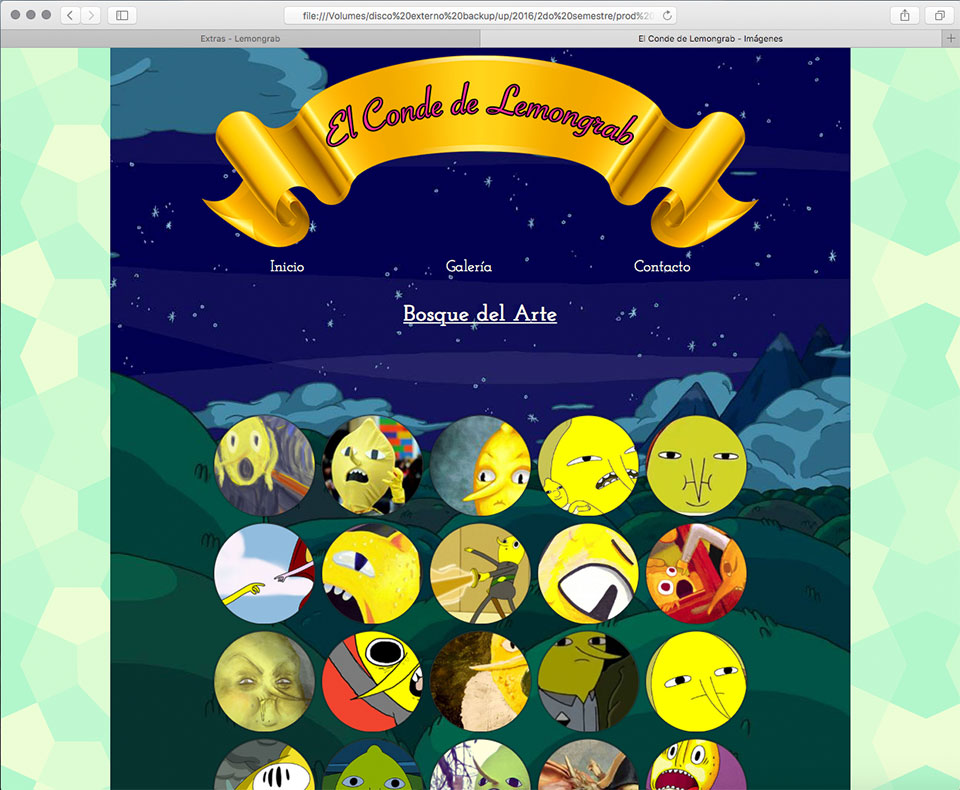 file:///Volumes/disco%20externo%20backup/up/2016/2do%20semestre/prod%20
Extras - Lemongrab
El Conde de Lemongrab - Imágenes
El Conde de Lemongrab
Inicio
Galería
Contacto
Bosque del Arte